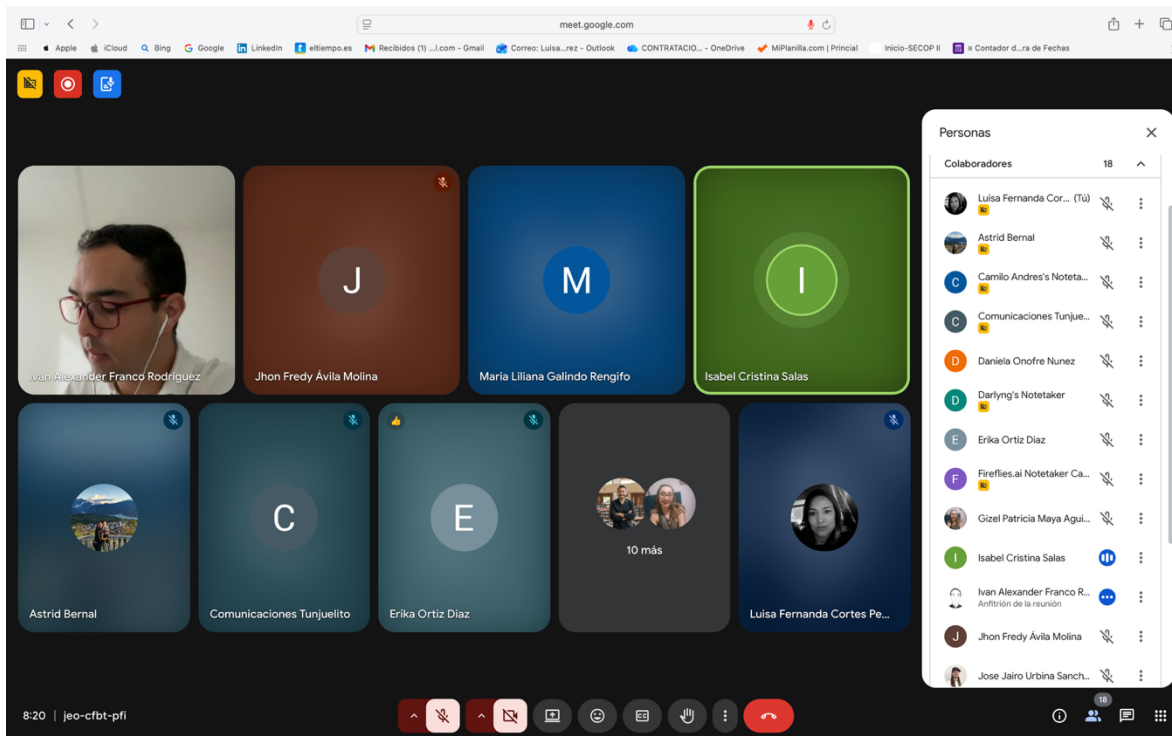 meet.google.com
Apple iCloud Bing Google LinkedIn eltiempo.es Recibidos (1) ...l.com - Gmail Correo: Luisa...rez - Outlook CONTRATACIO... - OneDrive MiPlanilla.com | Princial Inicio-SECOP II = Contador d...ra de Fechas
Personas
Colaboradores 18
Luisa Fernanda Cor... (Tú)
Astrid Bernal
C Camilo Andres's Noteta...
C Comunicaciones Tunjue...
D Daniela Onofre Nunez
D Darlyng's Notetaker
E Erika Ortiz Diaz
F Fireflies.ai Notetaker Ca...
Gizel Patricia Maya Agui...
I Isabel Cristina Salas
Ivan Alexander Franco R...
Anfitrión de la reunión
J Jhon Fredy Ávila Molina
Jose Jairo Urbina Sanch...
Ivan Alexander Franco Rodríguez
J
Jhon Fredy Ávila Molina
M
Maria Liliana Galindo Rengifo
I
Isabel Cristina Salas
Astrid Bernal
C
Comunicaciones Tunjuelito
E
Erika Ortiz Diaz
10 más
Luisa Fernanda Cortes Pe...
8:20 | jeo-cfbt-pfi
CC
18